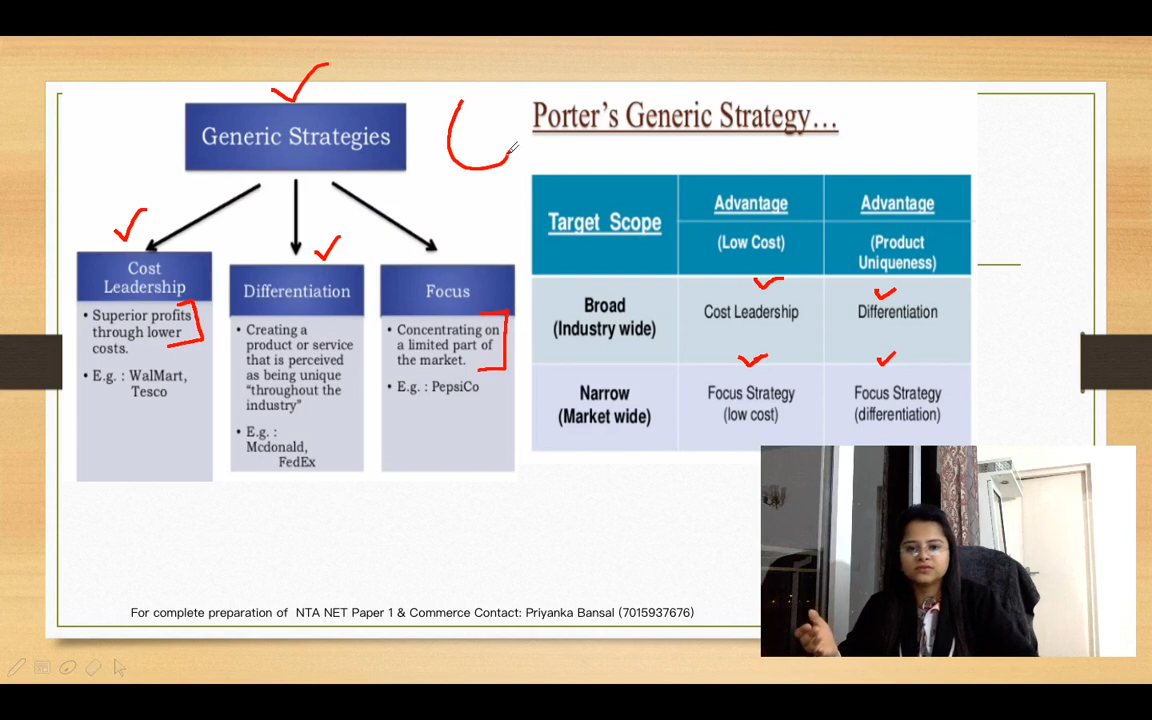 Generic Strategies
Cost
Leadership
• Superior profits
through lower
costs.
• E.g. : WalMart,
Tesco
Differentiation
• Creating a
product or service
that is perceived
as being unique
“throughout the
industry”
• E.g. :
Mcdonald,
FedEx
Focus
• Concentrating on
a limited part of
the market.
• E.g. : PepsiCo
Porter’s Generic Strategy...
Target Scope
Advantage
(Low Cost)
Advantage
(Product
Uniqueness)
Broad
(Industry wide)
Cost Leadership
Differentiation
Narrow
(Market wide)
Focus Strategy
(low cost)
Focus Strategy
(differentiation)
For complete preparation of NTA NET Paper 1 & Commerce Contact: Priyanka Bansal (7015937676)